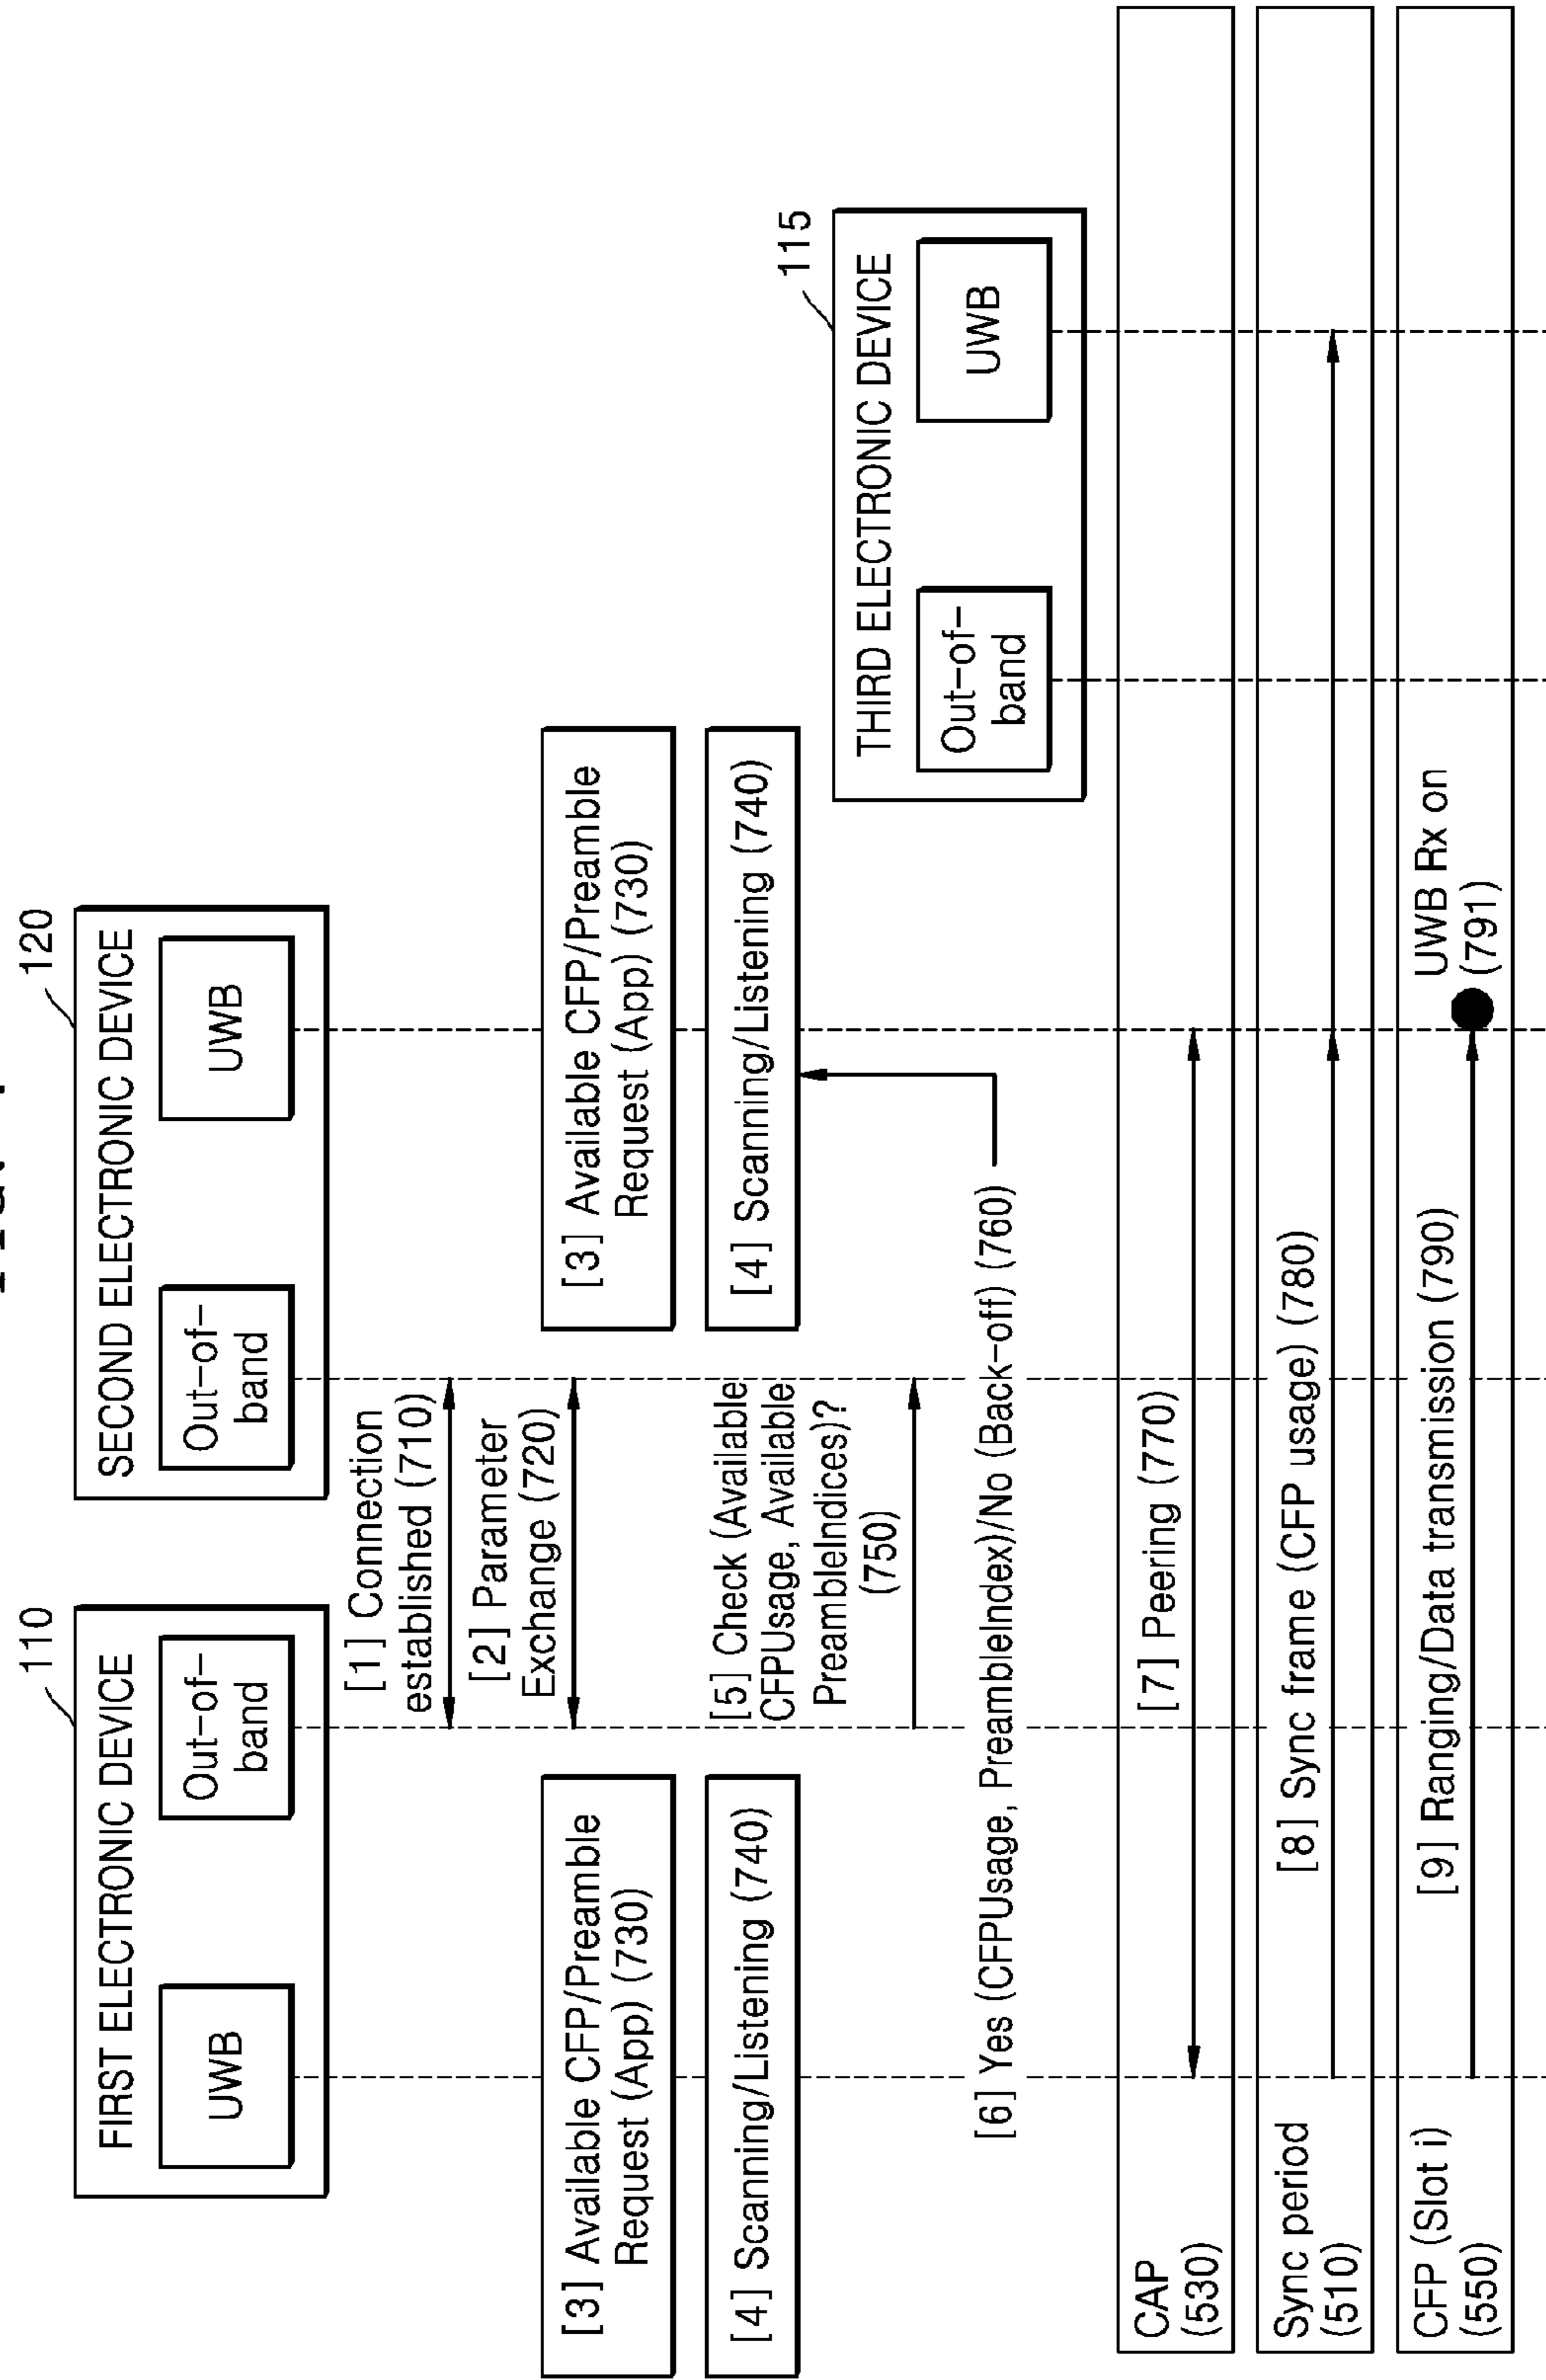 110
FIRST ELECTRONIC DEVICE
UWB
Out-of-
band
120
SECOND ELECTRONIC DEVICE
Out-of-
band
UWB
[1] Connection
established (710)
[2] Parameter
Exchange (720)
[3] Available CFP/Preamble
Request (App) (730)
[3] Available CFP/Preamble
Request (App) (730)
[4] Scanning/Listening (740)
[4] Scanning/Listening (740)
[5] Check (Available
CFPUsage, Available
PreambleIndices)?
(750)
115
THIRD ELECTRONIC DEVICE
Out-of-
band
UWB
[6] Yes (CFPUsage, PreambleIndex)/No (Back-off) (760)
CAP
(530)
[7] Peering (770)
Sync period
(510)
[8] Sync frame (CFP usage) (780)
CFP (Slot i)
(550)
[9] Ranging/Data transmission (790)
UWB Rx on
(791)